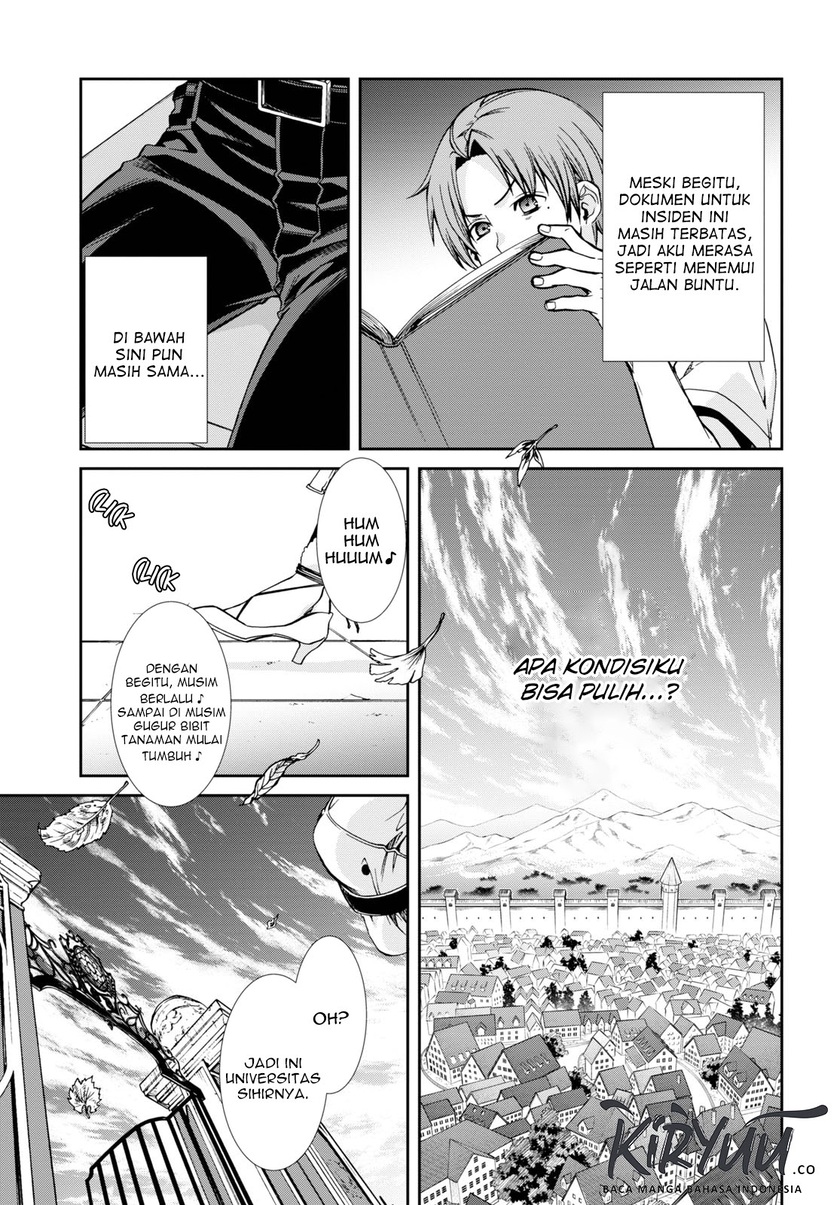 MESKI BEGITU,
DOKUMEN UNTUK
INSIDEN INI
MASIH TERBATAS,
JADI AKU MERASA
SEPERTI MENEMUI
JALAN BUNTU.
DI BAWAH
SINI PUN
MASIH SAMA...
APA KONDISIKU
BISA PULIH...?
HUM
HUM
HUUUM♪
CLICK
CLICK
DENGAN
BEGITU, MUSIM
BERLALU♪
SAMPAI DI MUSIM
GUGUR BIBIT
TANAMAN MULAI
TUMBUH♪
OH?
JADI INI
UNIVERSITAS
SIHIRNYA.
KIRYUU.CO
BACA MANGA BAHASA INDONESIA